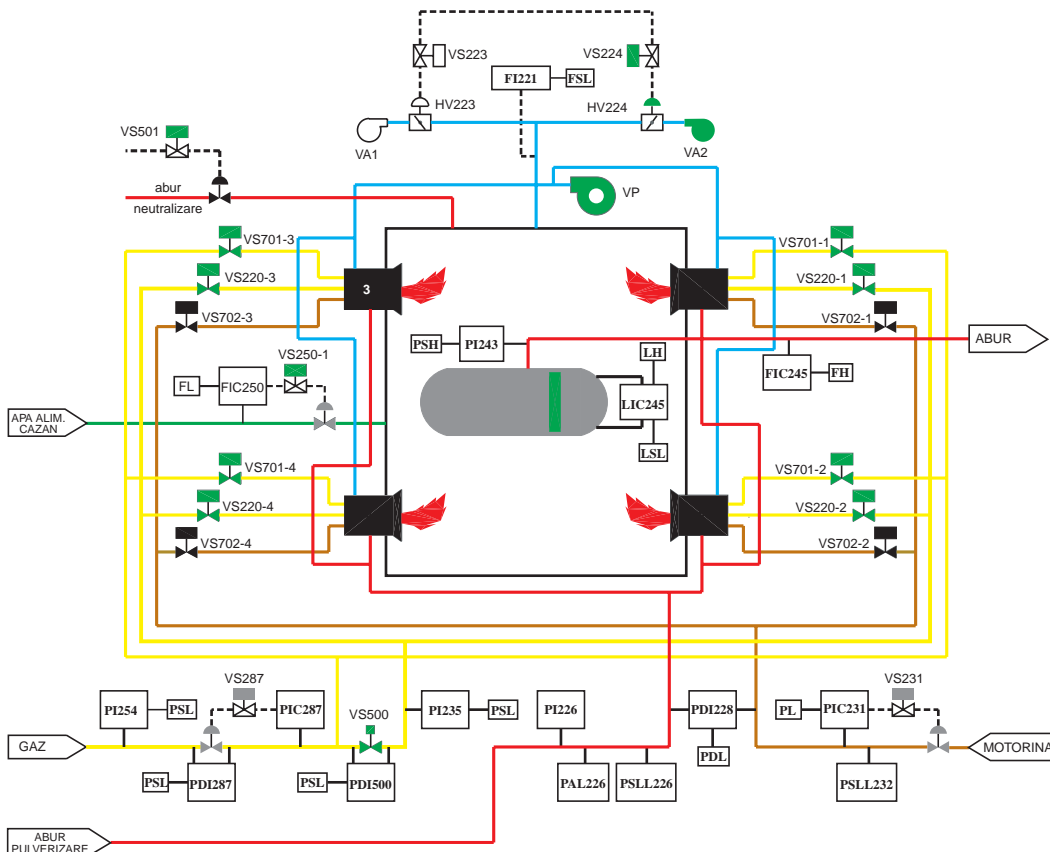 VS223
VS224
FI221
FSL
HV223
HV224
VS501
VA1
VA2
abur
neutralizare
VP
VS701-3
VS701-1
VS220-3
VS220-1
3
VS702-3
VS702-1
PSH
PI243
ABUR
VS250-1
LH
FL
FIC250
FIC245
FH
LIC245
APA ALIM.
CAZAN
LSL
VS701-4
VS701-2
VS220-4
VS220-2
VS702-4
VS702-2
VS287
VS231
PI254
PSL
PIC287
VS500
PI235
PSL
PI226
PDI228
PL
PIC231
GAZ
MOTORINA
PSL
PDI287
PSL
PDI500
PAL226
PSLL226
PDL
PSLL232
ABUR
PULVERIZARE